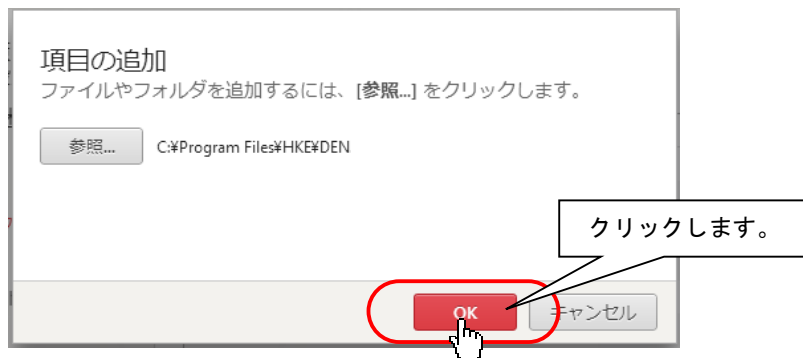 項目の追加
ファイルやフォルダを追加するには、[参照...] をクリックします。
参照... C:¥Program Files¥HKE¥DEN
クリックします。
OK キャンセル